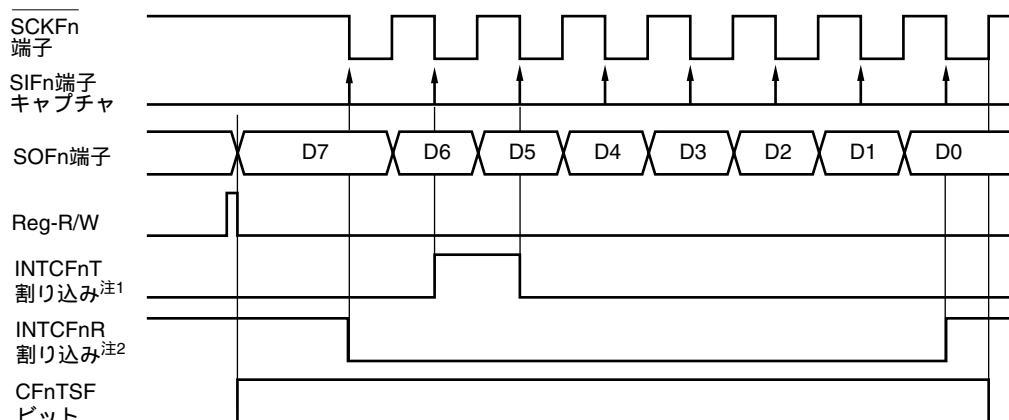 SCKFn
端子
SIFn端子
キャプチャ
SOFn端子
D7 D6 D5 D4 D3 D2 D1 D0
Reg-R/W
INTCFnT
割り込み注1
INTCFnR
割り込み注2
CFnTSF
ビット